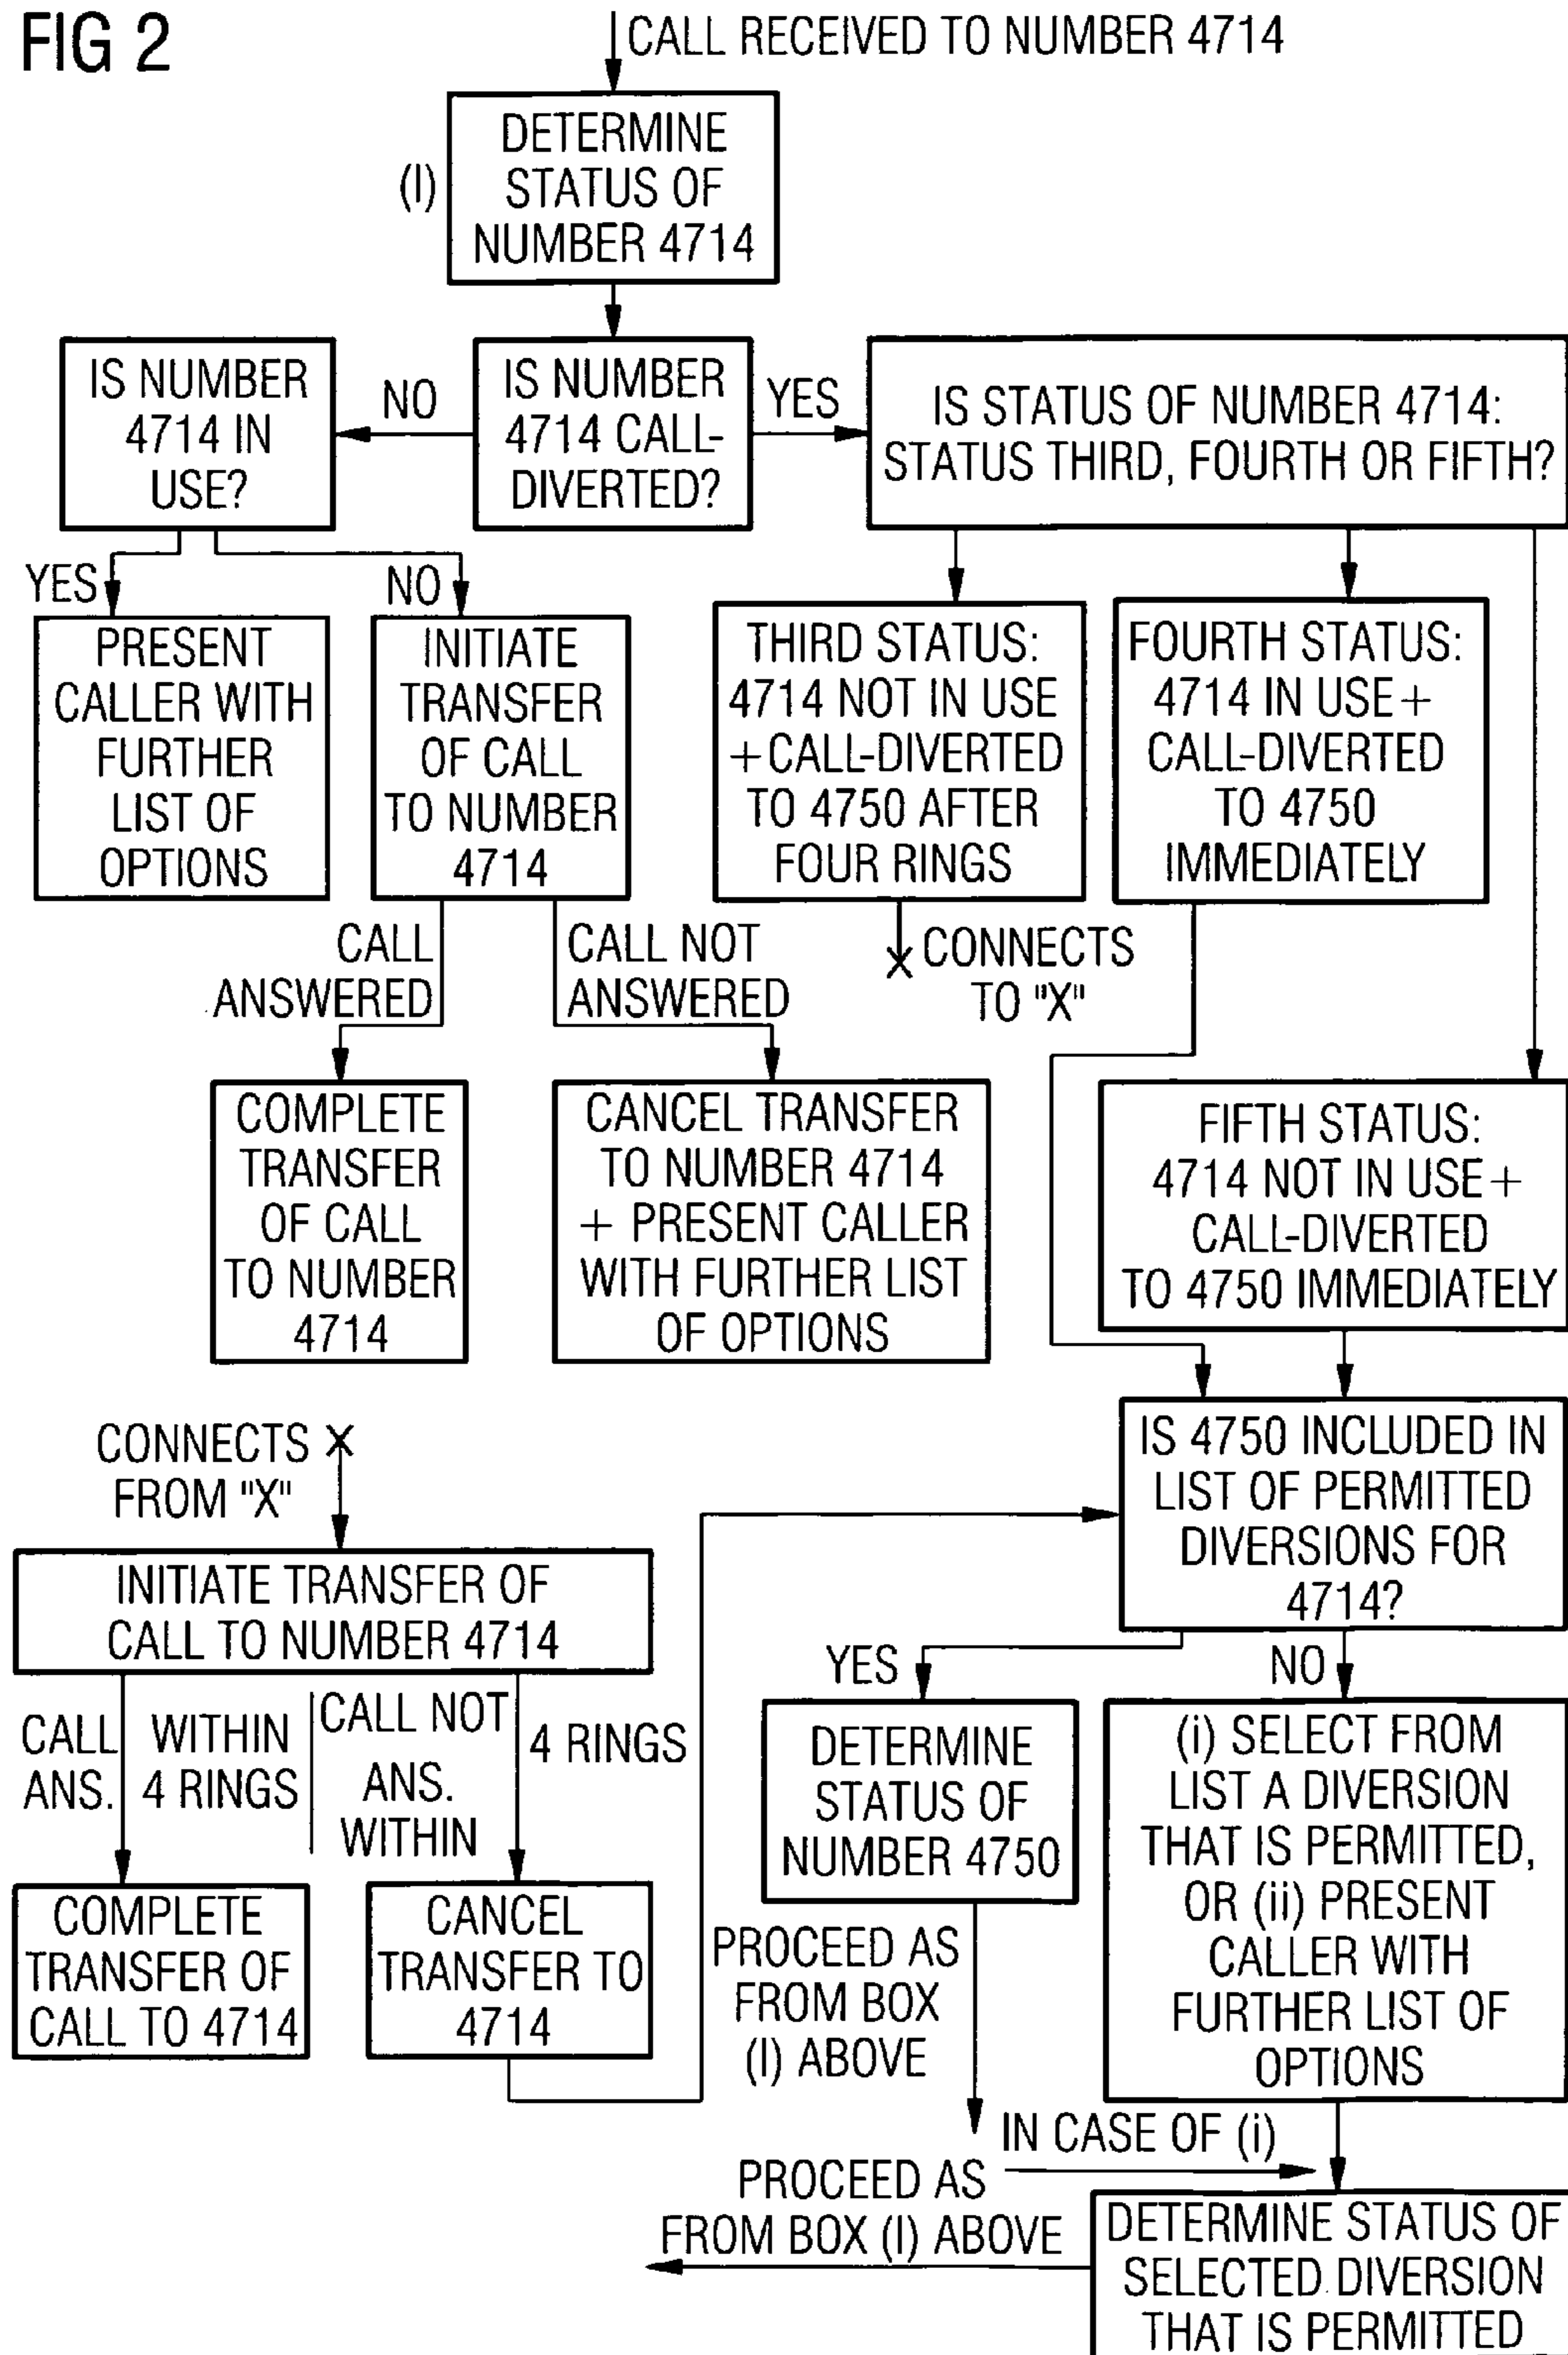 FIG 2
CALL RECEIVED TO NUMBER 4714
(I)
DETERMINE
STATUS OF
NUMBER 4714
IS NUMBER
4714 IN
USE?
NO
IS NUMBER
4714 CALL-
DIVERTED?
YES
IS STATUS OF NUMBER 4714:
STATUS THIRD, FOURTH OR FIFTH?
YES
NO
PRESENT
CALLER WITH
FURTHER
LIST OF
OPTIONS
INITIATE
TRANSFER
OF CALL
TO NUMBER
4714
THIRD STATUS:
4714 NOT IN USE
+CALL-DIVERTED
TO 4750 AFTER
FOUR RINGS
FOURTH STATUS:
4714 IN USE+
CALL-DIVERTED
TO 4750
IMMEDIATELY
CALL
ANSWERED
CALL NOT
ANSWERED
X CONNECTS
TO "X"
COMPLETE
TRANSFER
OF CALL
TO NUMBER
4714
CANCEL TRANSFER
TO NUMBER 4714
+ PRESENT CALLER
WITH FURTHER LIST
OF OPTIONS
FIFTH STATUS:
4714 NOT IN USE+
CALL-DIVERTED
TO 4750 IMMEDIATELY
CONNECTS X
FROM "X"
IS 4750 INCLUDED IN
LIST OF PERMITTED
DIVERSIONS FOR
4714?
INITIATE TRANSFER OF
CALL TO NUMBER 4714
YES
NO
CALL
ANS.
WITHIN
4 RINGS
CALL NOT
ANS.
WITHIN
4 RINGS
DETERMINE
STATUS OF
NUMBER 4750
(i) SELECT FROM
LIST A DIVERSION
THAT IS PERMITTED,
OR (ii) PRESENT
CALLER WITH
FURTHER LIST OF
OPTIONS
COMPLETE
TRANSFER OF
CALL TO 4714
CANCEL
TRANSFER TO
4714
PROCEED AS
FROM BOX
(I) ABOVE
IN CASE OF (i)
PROCEED AS
FROM BOX (I) ABOVE
DETERMINE STATUS OF
SELECTED DIVERSION
THAT IS PERMITTED